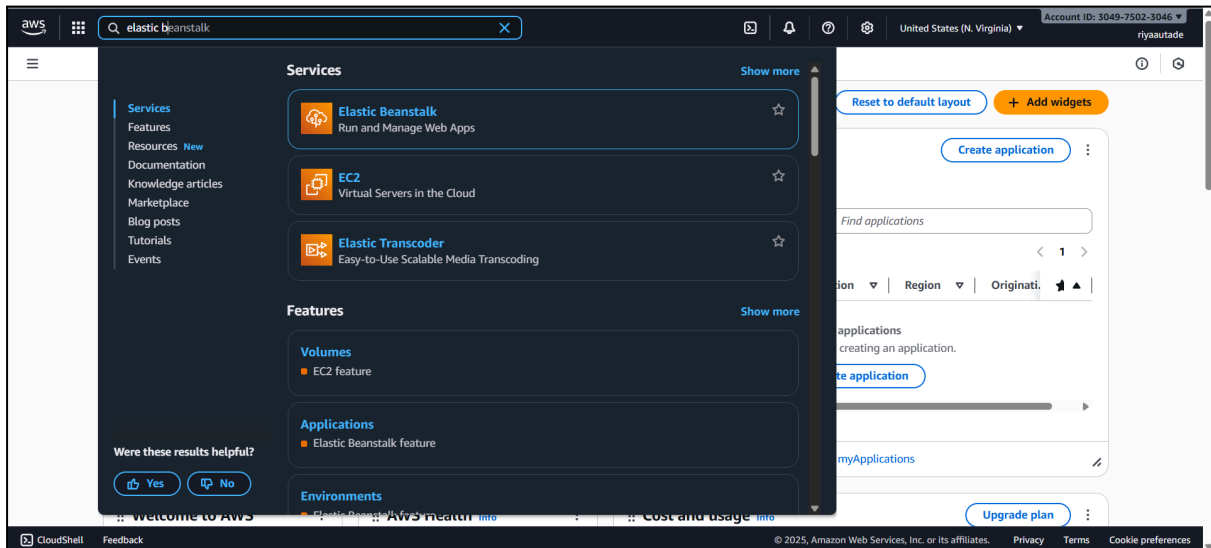 aws
elastic beanstalk
United States (N. Virginia)
Account ID: 3049-7502-3046
riyaautade
Services
Features
Resources New
Documentation
Knowledge articles
Marketplace
Blog posts
Tutorials
Events
Were these results helpful?
Yes
No
Services
Show more
Elastic Beanstalk
Run and Manage Web Apps
EC2
Virtual Servers in the Cloud
Elastic Transcoder
Easy-to-Use Scalable Media Transcoding
Features
Show more
Volumes
EC2 feature
Applications
Elastic Beanstalk feature
Environments
Elastic Beanstalk feature
Reset to default layout
+ Add widgets
Create application
Find applications
1
tion
Region
Originati.
applications
creating an application.
te application
myApplications
Welcome to AWS
AWS Health Info
Cost and usage Info
Upgrade plan
CloudShell
Feedback
© 2025, Amazon Web Services, Inc. or its affiliates.
Privacy
Terms
Cookie preferences